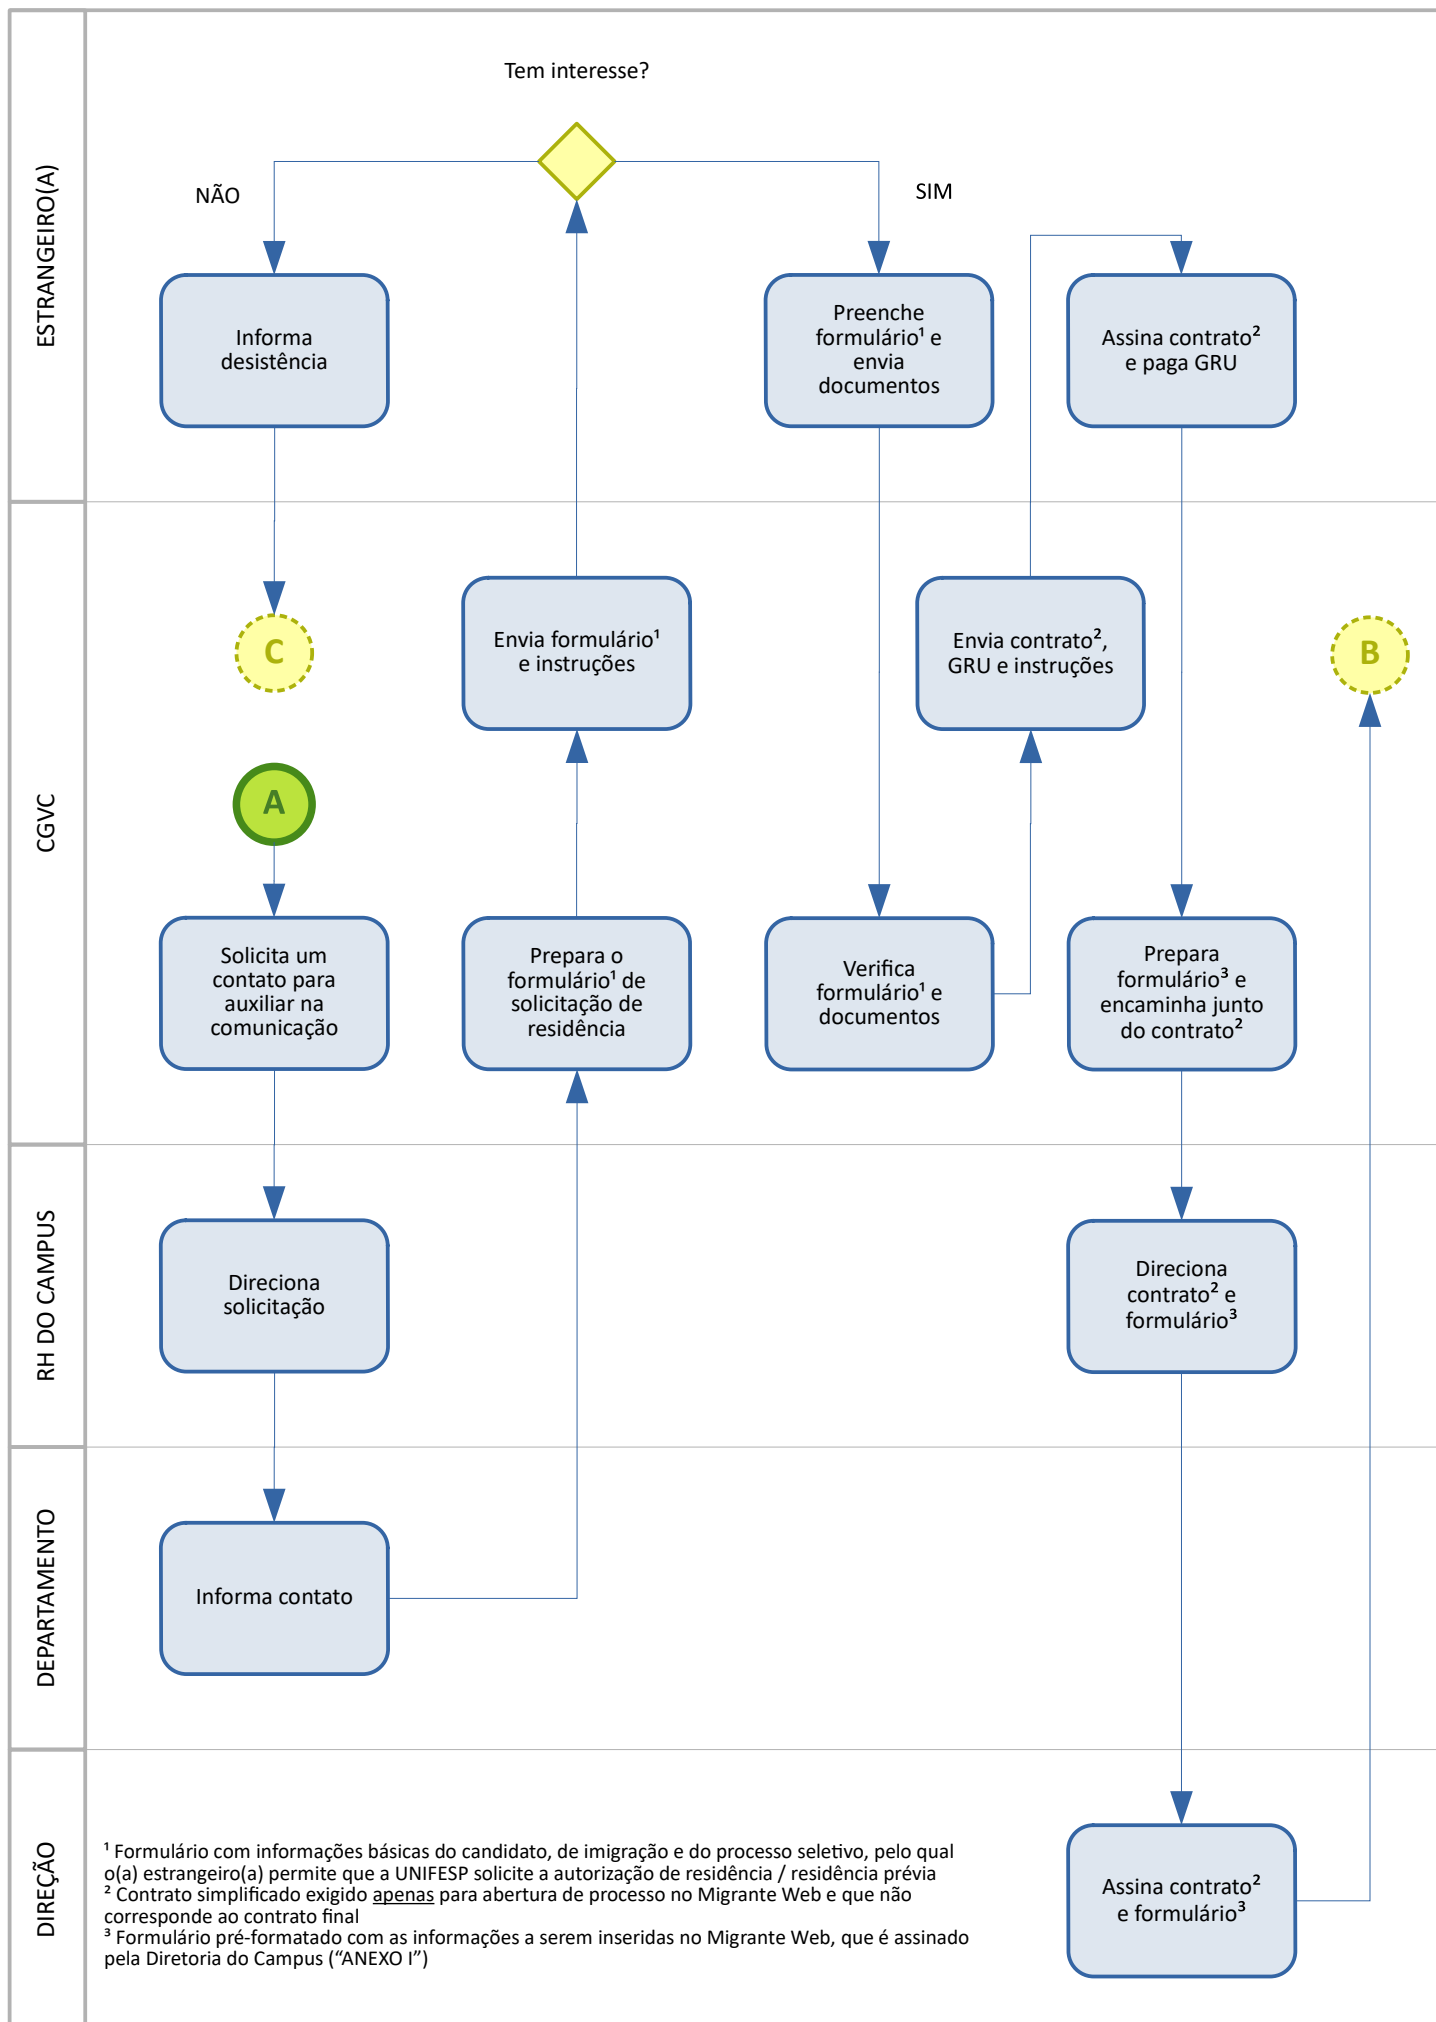 Tem interesse?
ESTRANGEIRO(A)
NÃO
SIM
Informa
desistência
Preenche
formulário¹ e
envia
documentos
Assina contrato²
e paga GRU
CGVC
C
Envia formulário¹
e instruções
Envia contrato²,
GRU e instruções
B
A
Solicita um
contato para
auxiliar na
comunicação
Prepara o
formulário¹ de
solicitação de
residência
Verifica
formulário¹ e
documentos
Prepara
formulário³ e
encaminha junto
do contrato²
RH DO CAMPUS
Direciona
solicitação
Direciona
contrato² e
formulário³
DEPARTAMENTO
Informa contato
DIREÇÃO
¹ Formulário com informações básicas do candidato, de imigração e do processo seletivo, pelo qual
o(a) estrangeiro(a) permite que a UNIFESP solicite a autorização de residência / residência prévia
² Contrato simplificado exigido apenas para abertura de processo no Migrante Web e que não
corresponde ao contrato final
³ Formulário pré-formatado com as informações a serem inseridas no Migrante Web, que é assinado
pela Diretoria do Campus (“ANEXO I”)
Assina contrato²
e formulário³